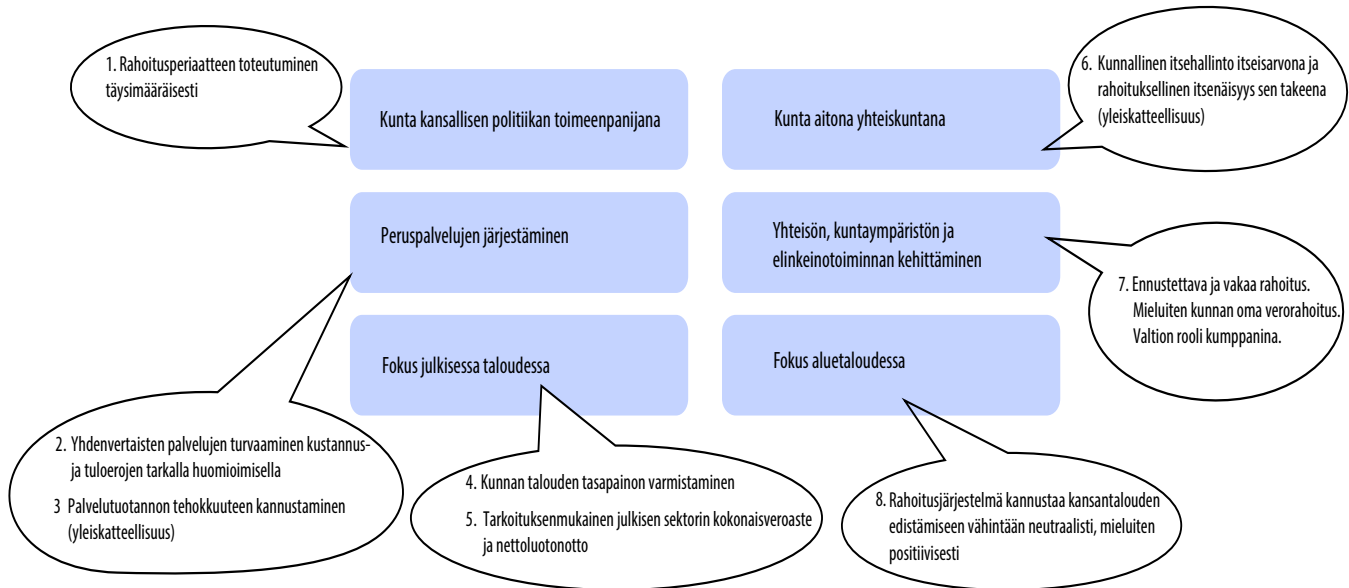 1. Rahoitusperiaatteen toteutuminen
täysimääräisesti
Kunta kansallisen politiikan toimeenpanijana
Kunta aitona yhteiskuntana
6. Kunnallinen itsehallinto itseisarvona ja
rahoituksellinen itsenäisyys sen takeena
(yleiskatteellisuus)
Peruspalvelujen järjestäminen
Yhteisön, kuntaympäristön ja
elinkeinotoiminnan kehittäminen
7. Ennustettava ja vakaa rahoitus.
Mieluiten kunnan oma verorahoitus.
Valtion rooli kumppanina.
Fokus julkisessa taloudessa
Fokus aluetaloudessa
2. Yhdenvertaisten palvelujen turvaaminen kustannus-
ja tuloerojen tarkalla huomioimisella
3 Palvelutuotannon tehokkuuteen kannustaminen
(yleiskatteellisuus)
4. Kunnan talouden tasapainon varmistaminen
5. Tarkoituksenmukainen julkisen sektorin kokonaisveroaste
ja nettoluotonotto
8. Rahoitusjärjestelmä kannustaa kansantalouden
edistämiseen vähintään neutraalisti, mieluiten
positiivisesti